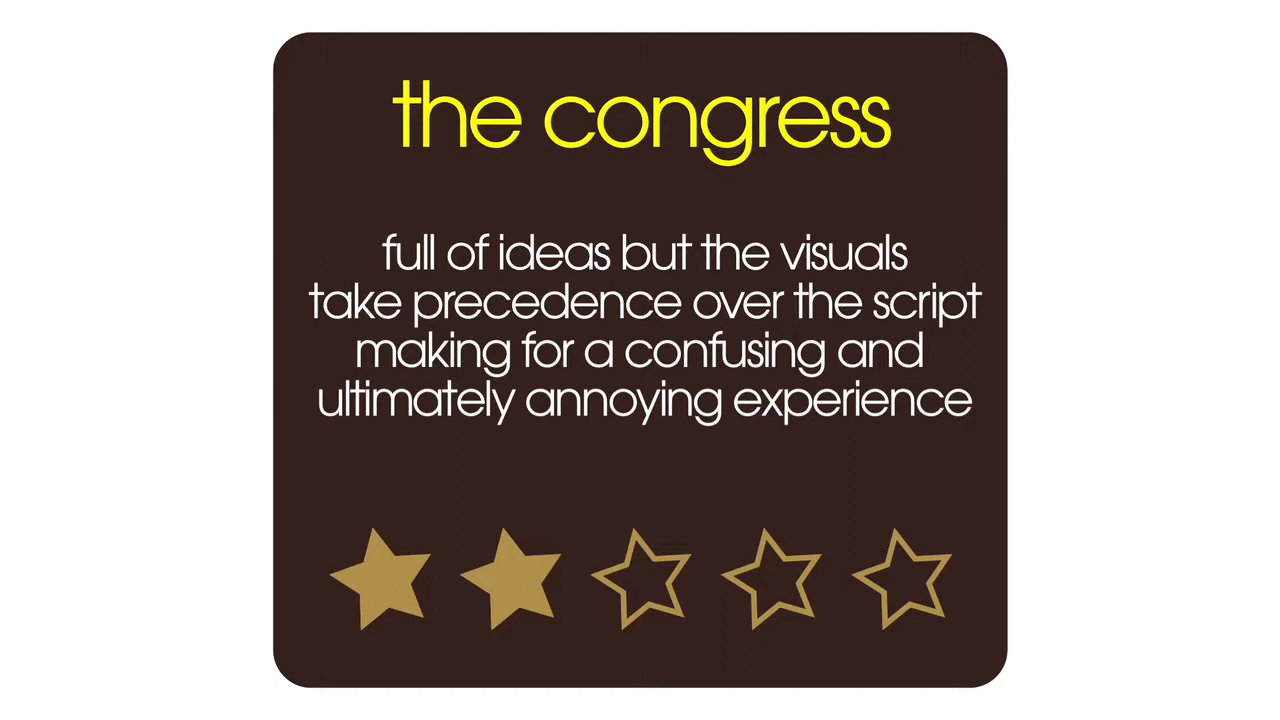 the congress
full of ideas but the visuals
take precedence over the script
making for a confusing and
ultimately annoying experience